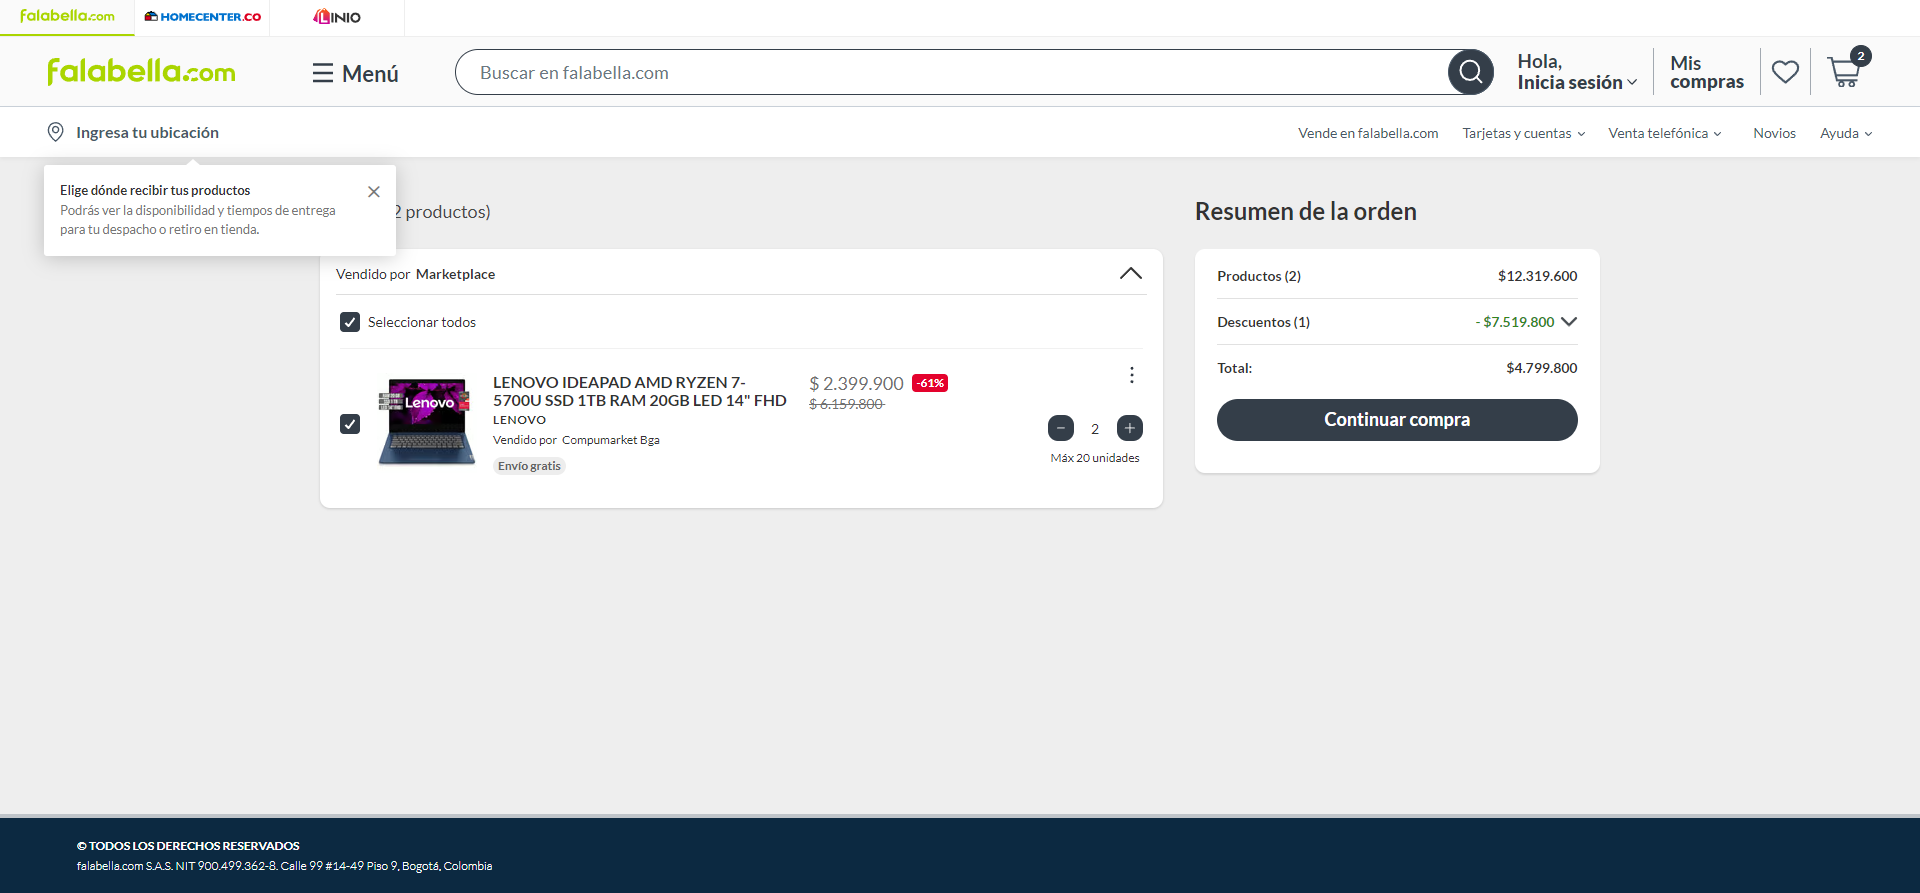 falabella.com
HOMECENTER.CO
LINIO
falabella.com
Menú
Buscar en falabella.com
Hola,
Inicia sesión
Mis
compras
2
Ingresa tu ubicación
Vende en falabella.com
Tarjetas y cuentas
Venta telefónica
Novios
Ayuda
Elige dónde recibir tus productos
Podrás ver la disponibilidad y tiempos de entrega
para tu despacho o retiro en tienda.
2 productos)
Resumen de la orden
Vendido por Marketplace
Seleccionar todos
Lenovo
LENOVO IDEAPAD AMD RYZEN 7-
5700U SSD 1TB RAM 20GB LED 14" FHD
LENOVO
Vendido por Compumarket Bga
Envío gratis
$ 2.399.900 -61%
$ 6.159.800
2
Máx 20 unidades
Productos (2) $12.319.600
Descuentos (1) - $7.519.800
Total: $4.799.800
Continuar compra
© TODOS LOS DERECHOS RESERVADOS
falabella.com S.A.S. NIT 900.499.362-8. Calle 99 #14-49 Piso 9, Bogotá, Colombia